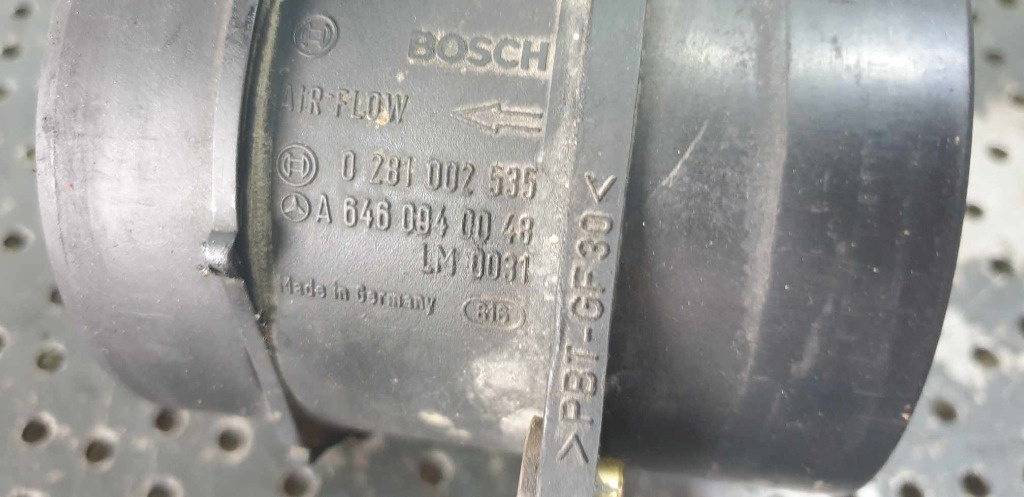 BOSCH
AIR-FLOW
0 281 002 535
A 646 094 00 48
LM 0031
Made in Germany
>PBT-GF30<